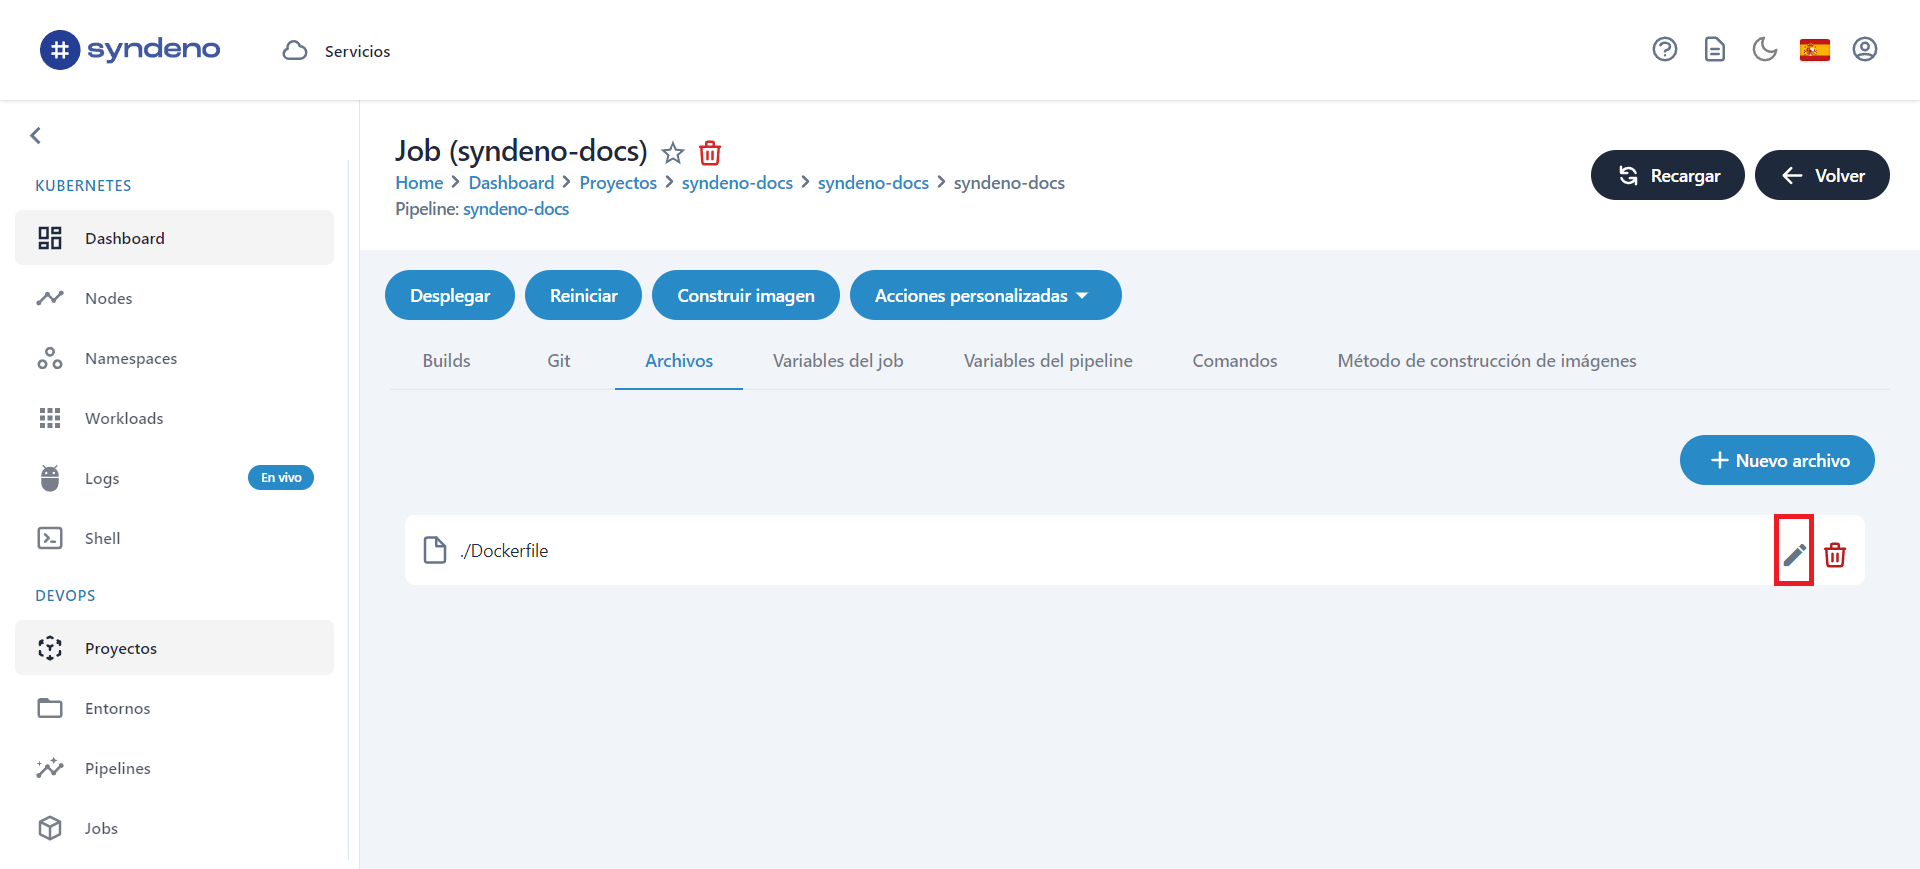 syndeno
Servicios
KUBERNETES
Dashboard
Nodes
Namespaces
Workloads
Logs
En vivo
Shell
DEVOPS
Proyectos
Entornos
Pipelines
Jobs
Job (syndeno-docs)
Home > Dashboard > Proyectos > syndeno-docs > syndeno-docs > syndeno-docs
Pipeline: syndeno-docs
Recargar
Volver
Desplegar
Reiniciar
Construir imagen
Acciones personalizadas
Builds
Git
Archivos
Variables del job
Variables del pipeline
Comandos
Método de construcción de imágenes
+ Nuevo archivo
./Dockerfile